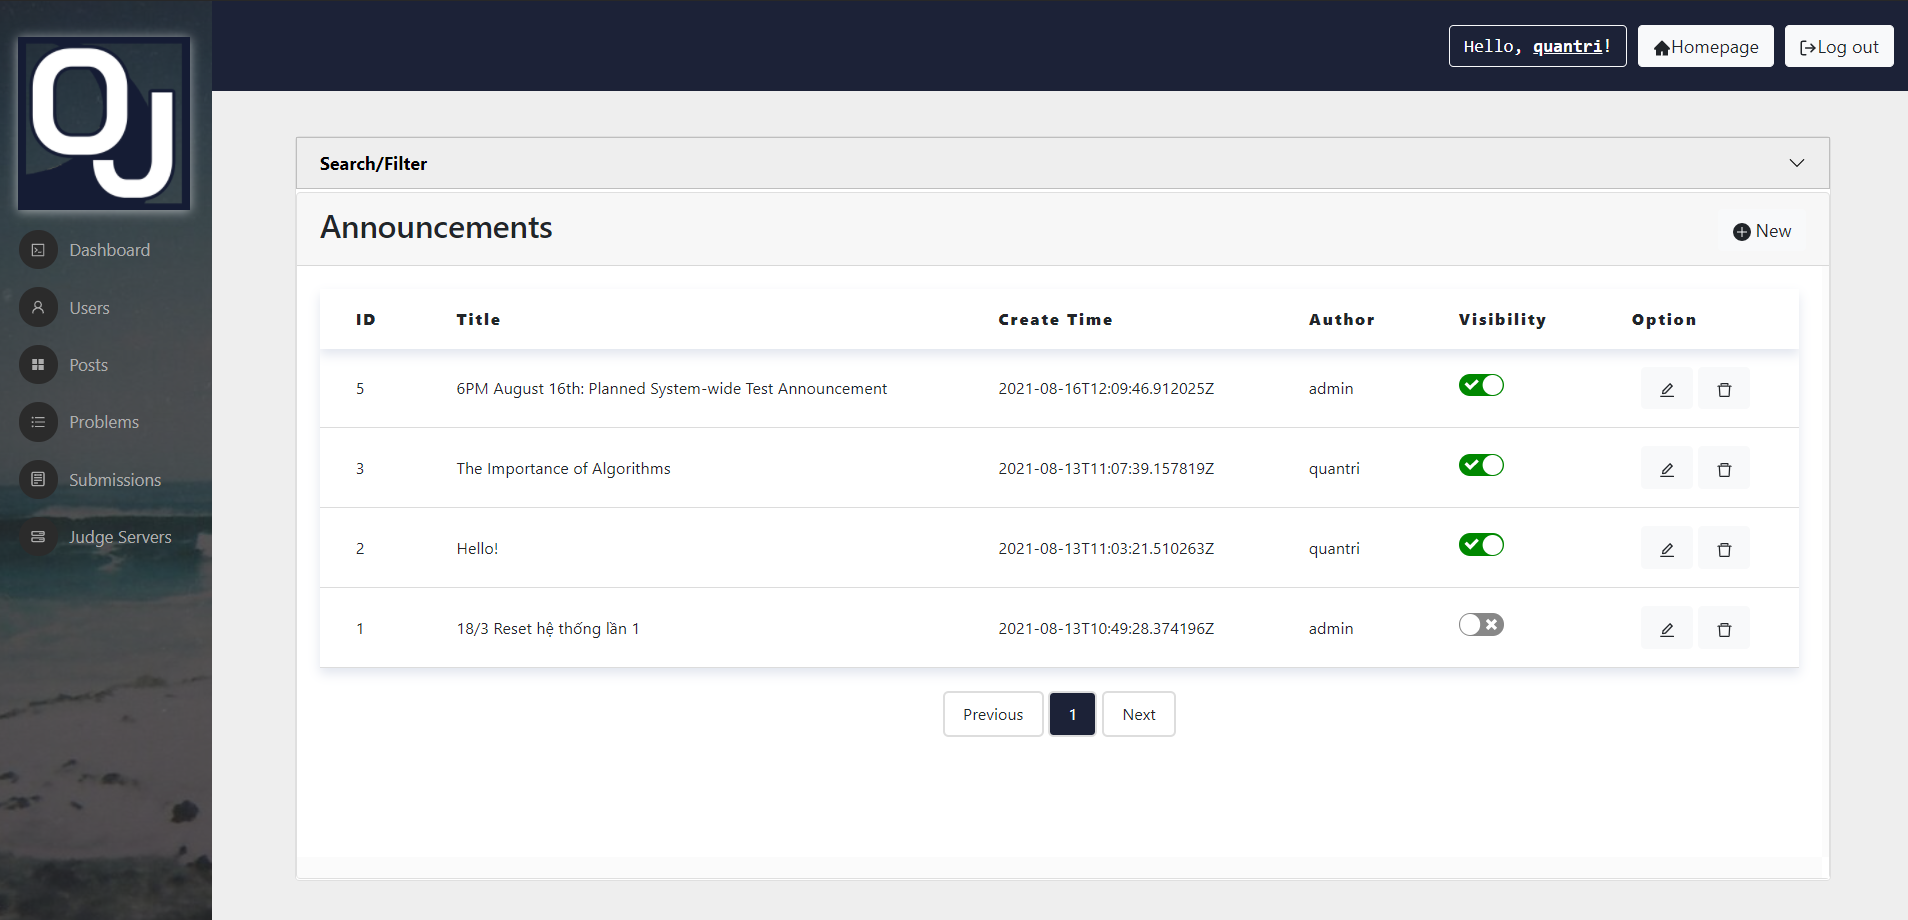 OJ
Hello, quantri!
Homepage
Log out
Dashboard
Users
Posts
Problems
Submissions
Judge Servers
Search/Filter
Announcements
New
ID Title Create Time Author Visibility Option
5 6PM August 16th: Planned System-wide Test Announcement 2021-08-16T12:09:46.912025Z admin
3 The Importance of Algorithms 2021-08-13T11:07:39.157819Z quantri
2 Hello! 2021-08-13T11:03:21.510263Z quantri
1 18/3 Reset hệ thống lần 1 2021-08-13T10:49:28.374196Z admin
Previous 1 Next